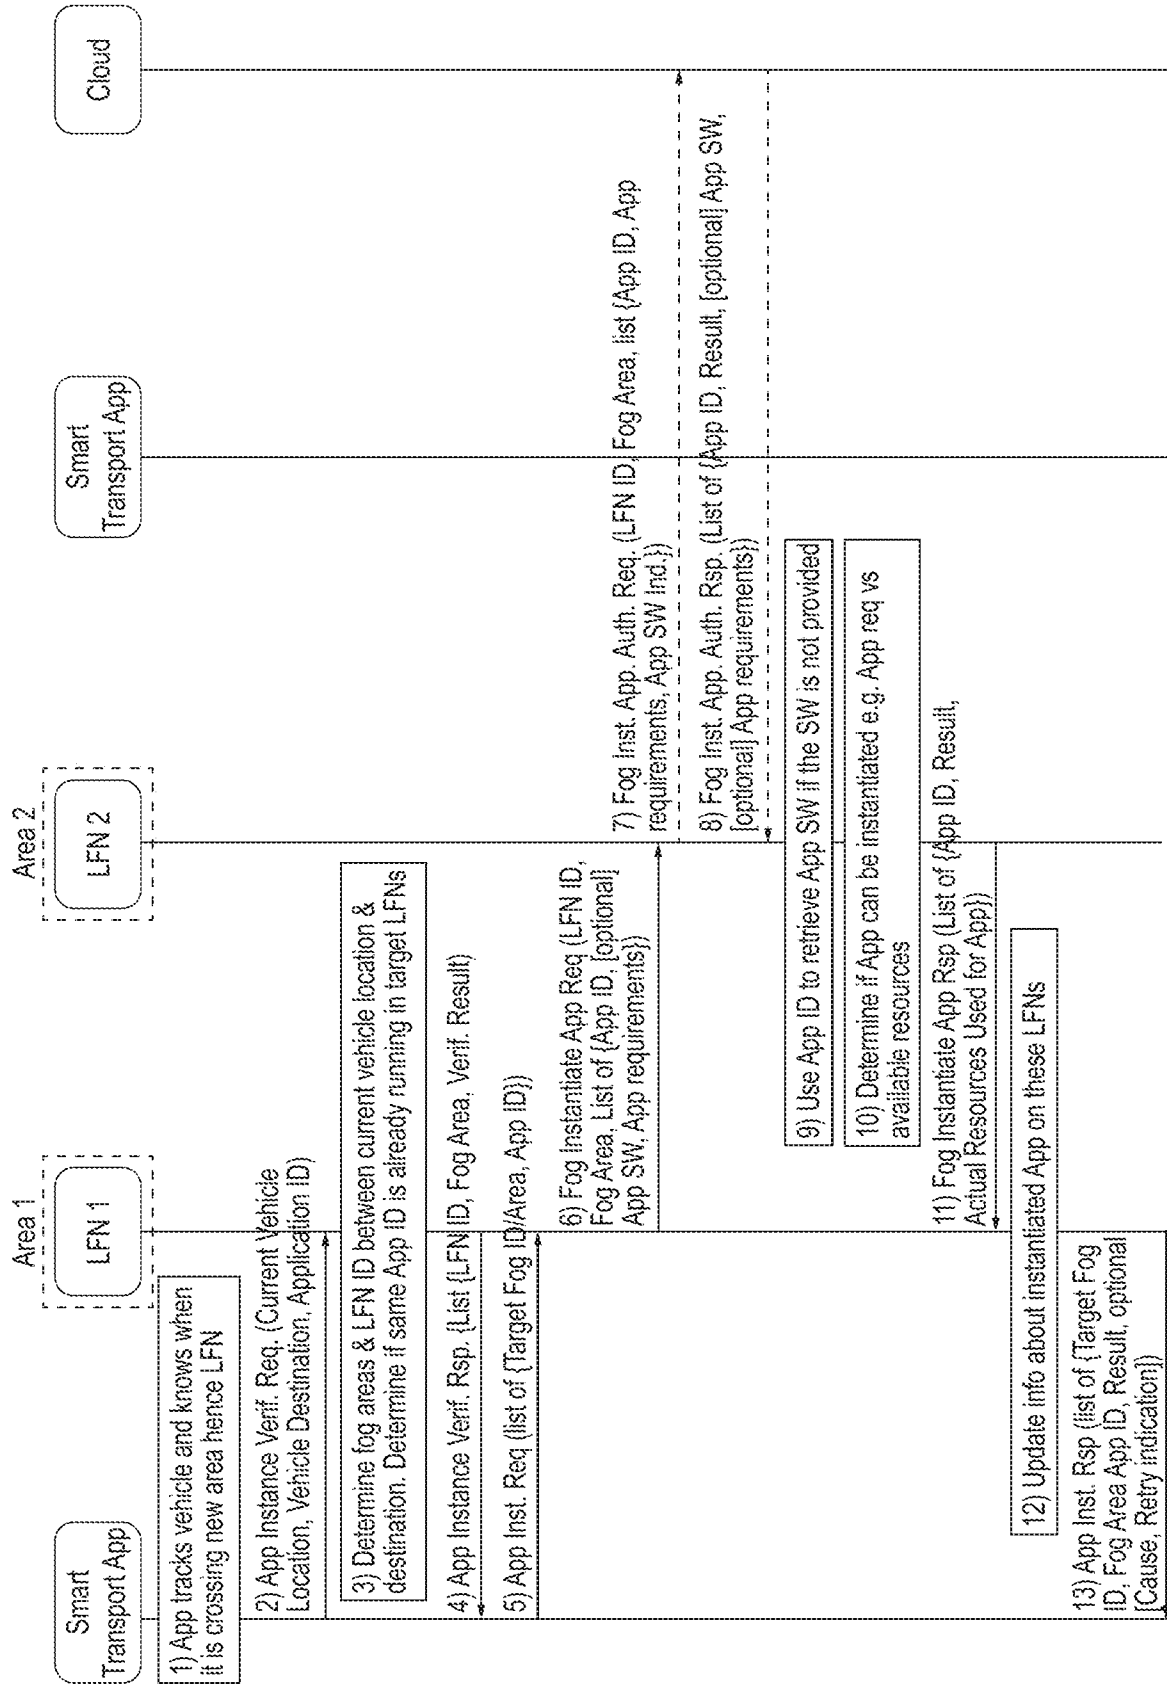 Area 1
Area 2
Smart
Transport App
LFN 1
LFN 2
Smart
Transport App
Cloud
1) App tracks vehicle and knows when
it is crossing new area hence LFN
2) App Instance Verif. Req. (Current Vehicle
Location, Vehicle Destination, Application ID)
3) Determine fog areas & LFN ID between current vehicle location &
destination. Determine if same App ID is already running in target LFNs
4) App Instance Verif. Rsp. {List {LFN ID, Fog Area, Verif. Result)
5) App Inst. Req (list of {Target Fog ID/Area, App ID})
6) Fog Instantiate App Req (LFN ID,
Fog Area, List of {App ID, [optional]
App SW, App requirements})
7) Fog Inst. App. Auth. Req. (LFN ID, Fog Area, list {App ID, App
requirements, App SW Ind.})
8) Fog Inst. App. Auth. Rsp. (List of {App ID, Result, [optional] App SW,
[optional] App requirements})
9) Use App ID to retrieve App SW if the SW is not provided
10) Determine if App can be instantiated e.g. App req vs
available resources
11) Fog Instantiate App Rsp (List of {App ID, Result,
Actual Resources Used for App})
12) Update info about instantiated App on these LFNs
13) App Inst. Rsp (list of {Target Fog
ID, Fog Area App ID, Result, optional
[Cause, Retry indication]})